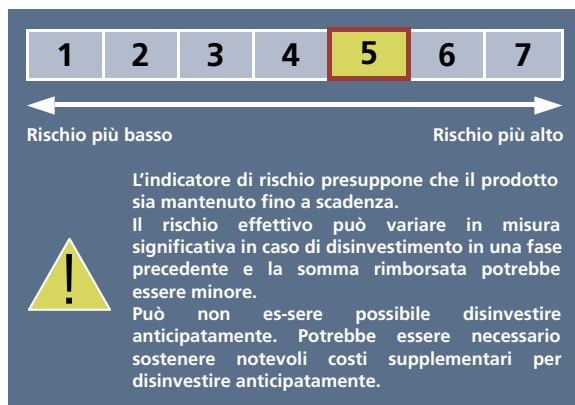 1 2 3 4 5 6 7
Rischio più basso Rischio più alto
L'indicatore di rischio presuppone che il prodotto
sia mantenuto fino a scadenza.
Il rischio effettivo può variare in misura
significativa in caso di disinvestimento in una fase
precedente e la somma rimborsata potrebbe
essere minore.
Può non es-sere possibile disinvestire
anticipatamente. Potrebbe essere necessario
sostenere notevoli costi supplementari per
disinvestire anticipatamente.
!